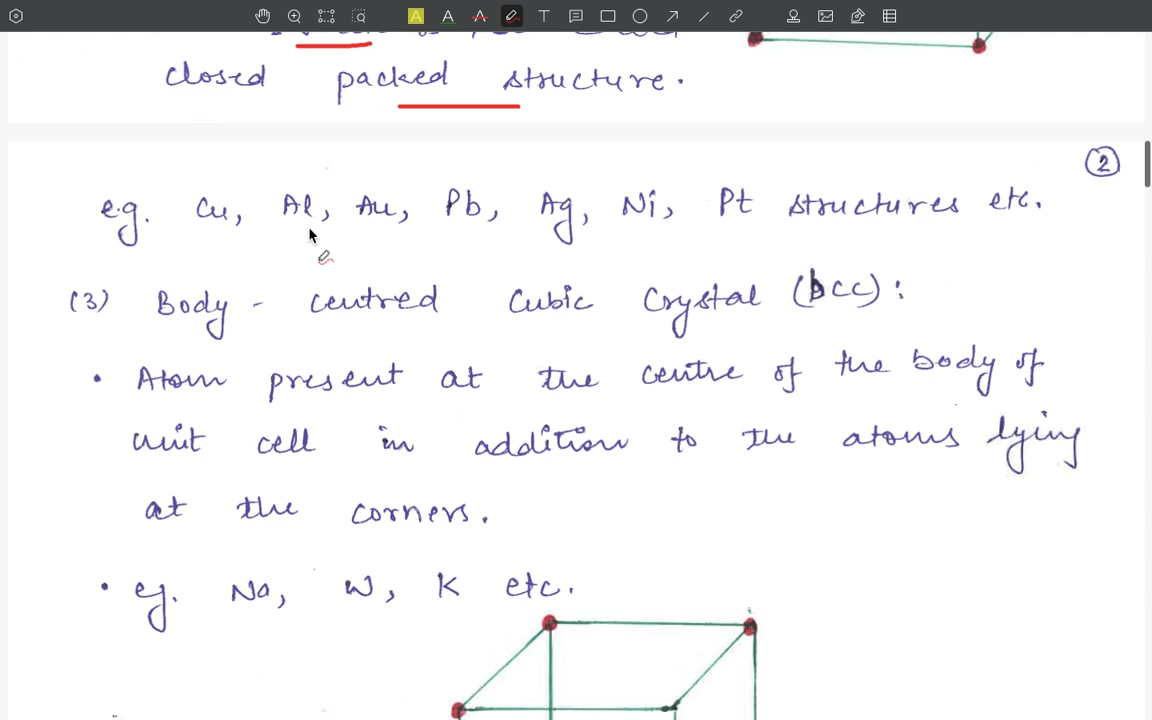 closed packed structure.
2
e.g. Cu, Al, Au, Pb, Ag, Ni, Pt structures etc.
(3) Body - centred Cubic Crystal (bcc):
• Atom present at the centre of the body of
unit cell in addition to the atoms lying
at the corners.
• eg. Na, W, K etc.